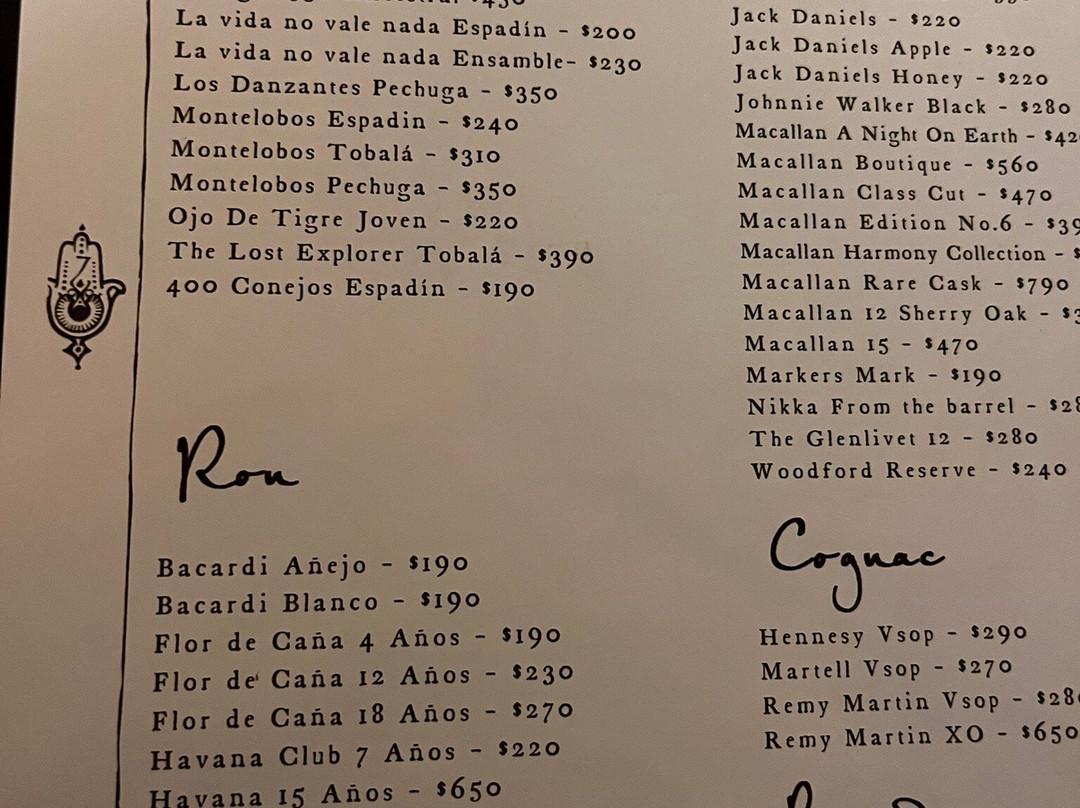 La vida no vale nada Espadín - $200
La vida no vale nada Ensamble- $230
Los Danzantes Pechuga - $350
Montelobos Espadin - $240
Montelobos Tobalá - $310
Montelobos Pechuga - $350
Ojo De Tigre Joven - $220
The Lost Explorer Tobalá - $390
400 Conejos Espadín - $190
Ron
Bacardi Añejo - $190
Bacardi Blanco - $190
Flor de Caña 4 Años - $190
Flor de Caña 12 Años - $230
Flor de Caña 18 Años - $270
Havana Club 7 Años - $220
Havana 15 Años - $650
Jack Daniels - $220
Jack Daniels Apple - $220
Jack Daniels Honey - $220
Johnnie Walker Black - $280
Macallan A Night On Earth - $42
Macallan Boutique - $560
Macallan Class Cut - $470
Macallan Edition No.6 - $39
Macallan Harmony Collection - $
Macallan Rare Cask - $790
Macallan 12 Sherry Oak - $3
Macallan 15 - $470
Markers Mark - $190
Nikka From the barrel - $28
The Glenlivet 12 - $280
Woodford Reserve - $240
Cognac
Hennesy Vsop - $290
Martell Vsop - $270
Remy Martin Vsop - $280
Remy Martin XO - $650
7